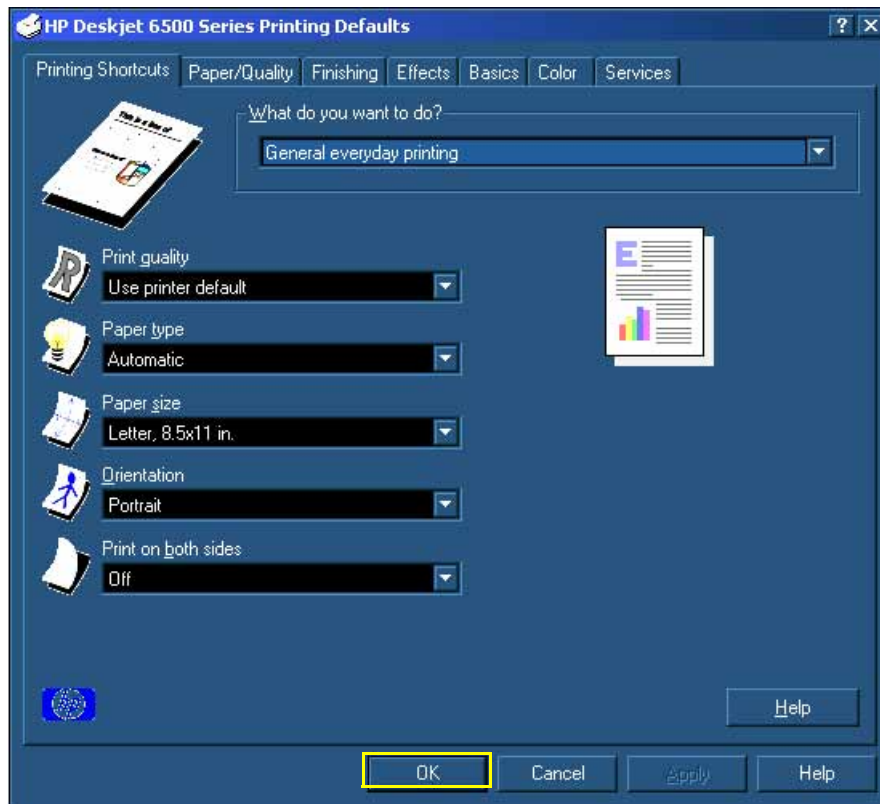 HP Deskjet 6500 Series Printing Defaults
Printing Shortcuts Paper/Quality Finishing Effects Basics Color Services
What do you want to do?
General everyday printing
Print quality
Use printer default
Paper type
Automatic
Paper size
Letter, 8.5x11 in.
Orientation
Portrait
Print on both sides
Off
Help
OK Cancel Apply Help